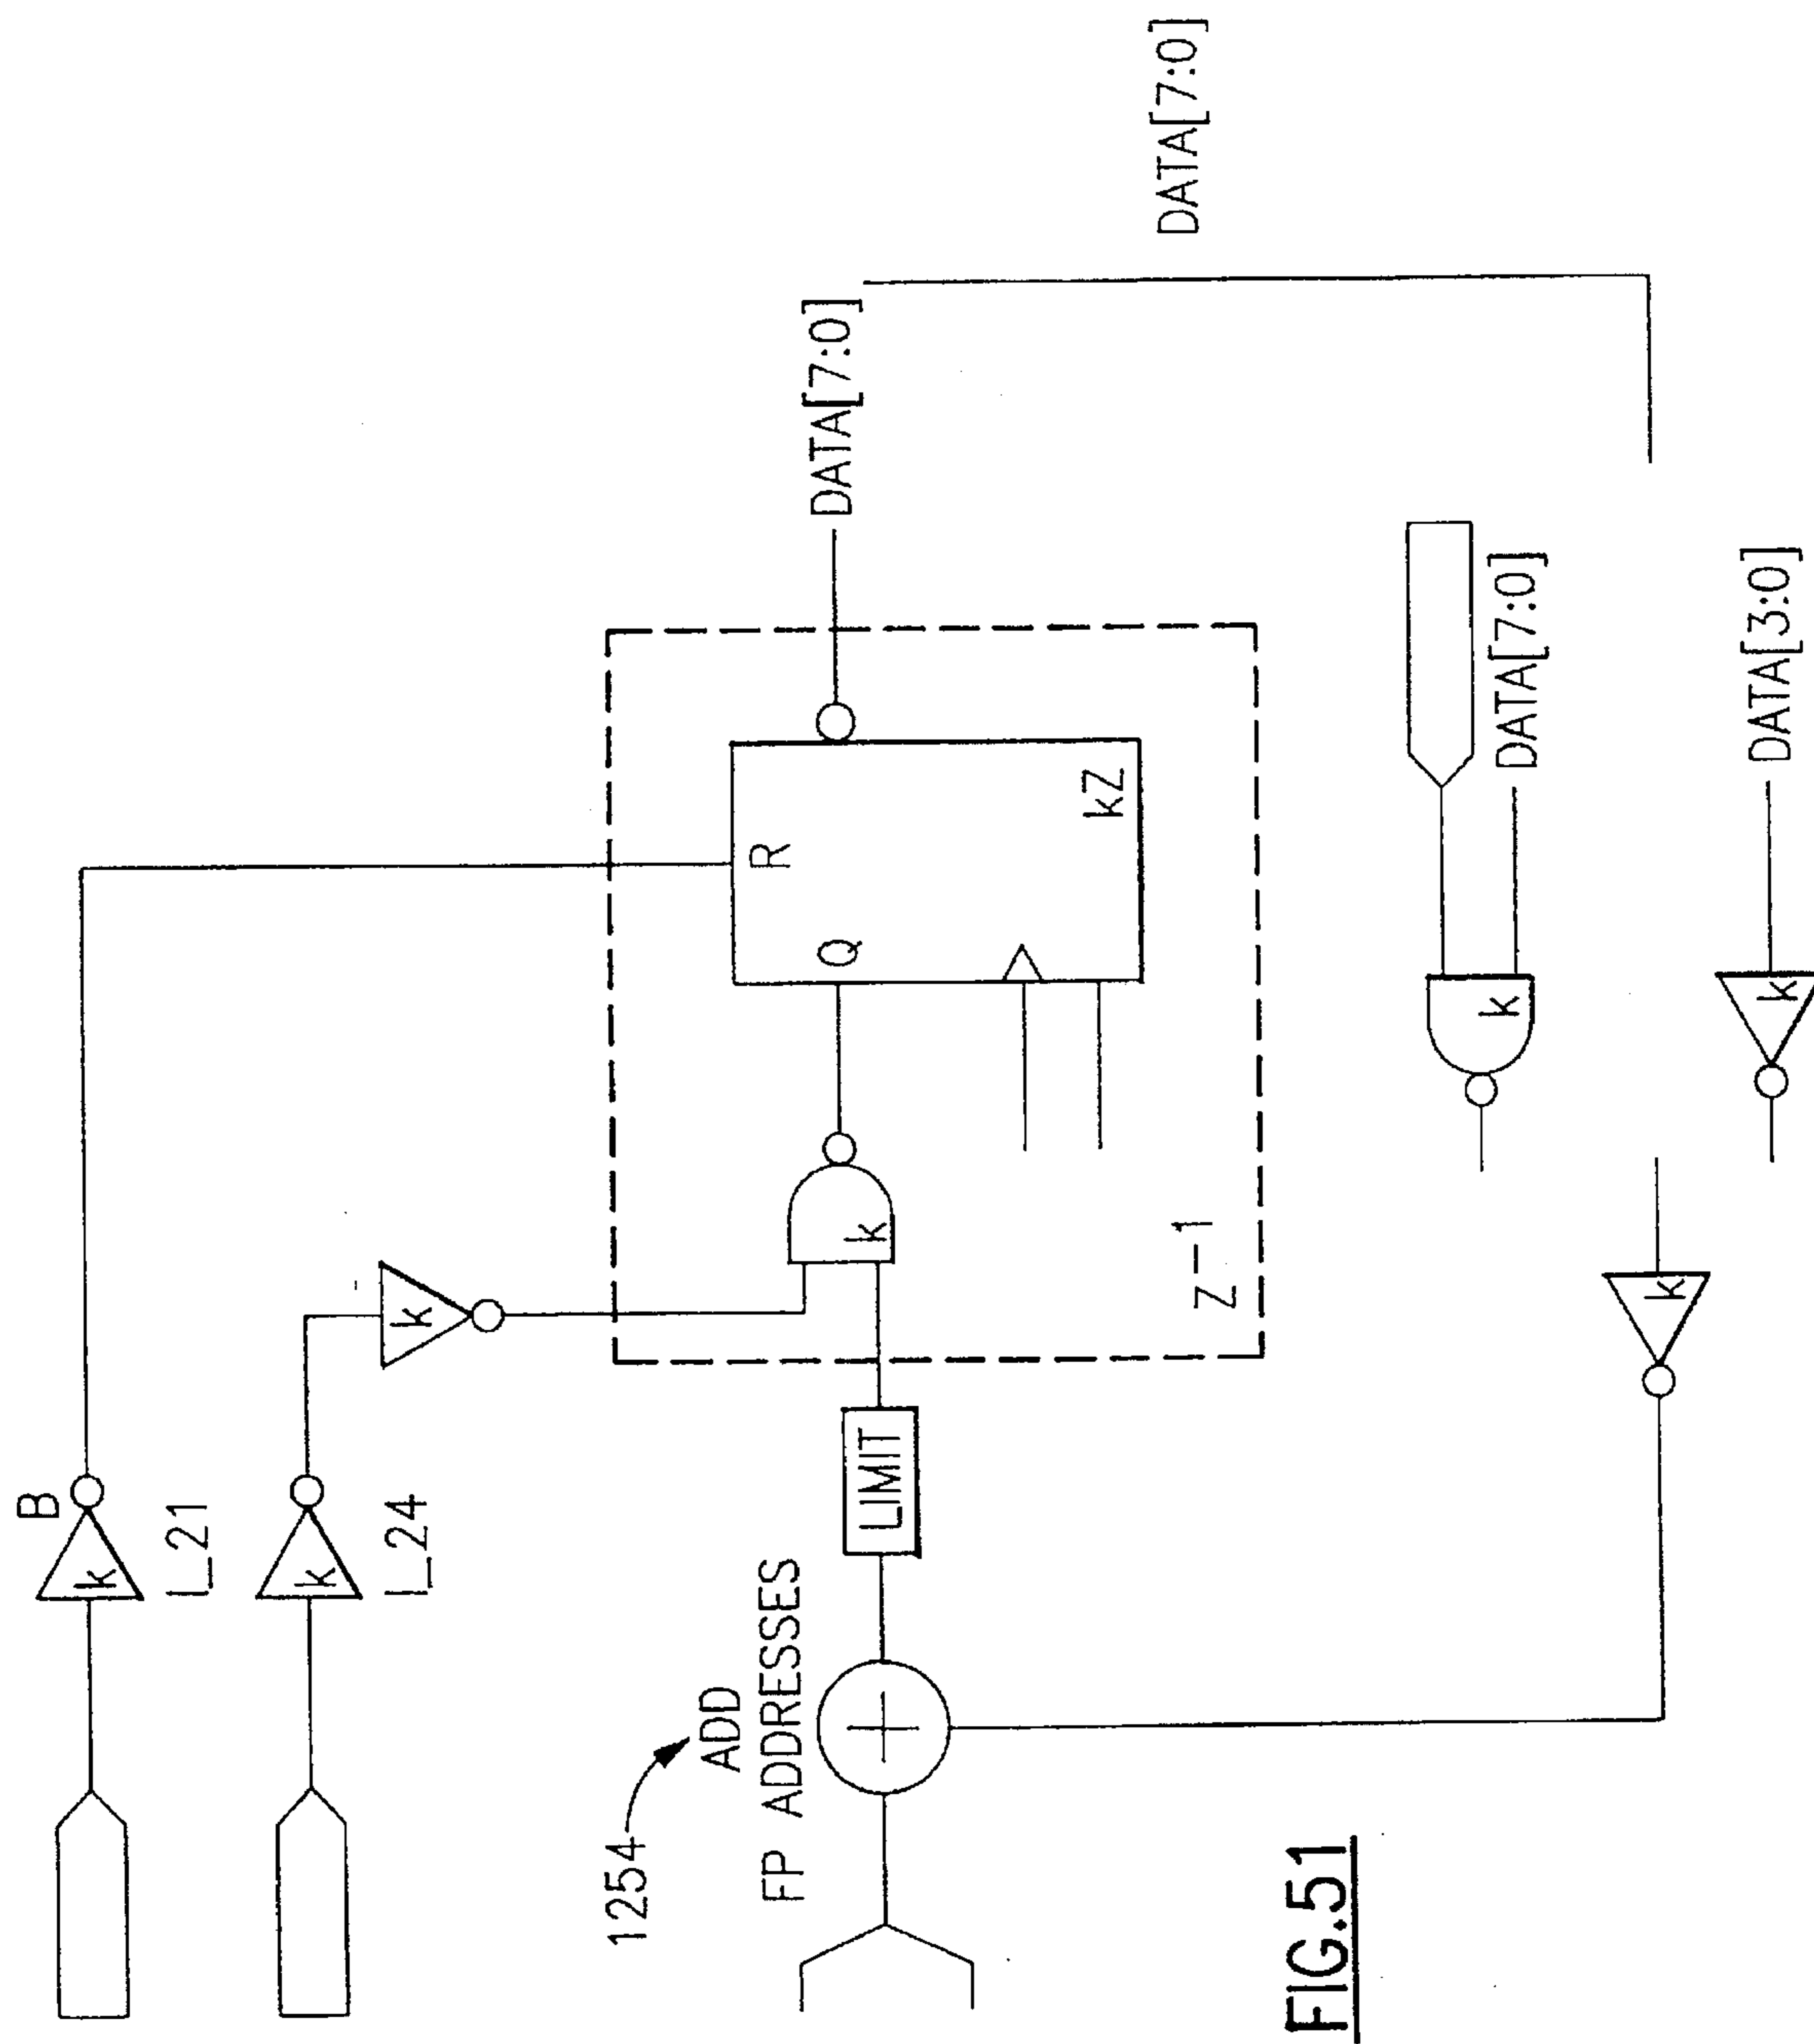 B
k
I_21
k
I_24
k
1254
ADD
FP ADDRESSES
LIMIT
k
Z-1
Q
R
kZ
DATA[7:0]
DATA[7:0]
k
DATA[7:0]
k
DATA[3:0]
k
FIG.51